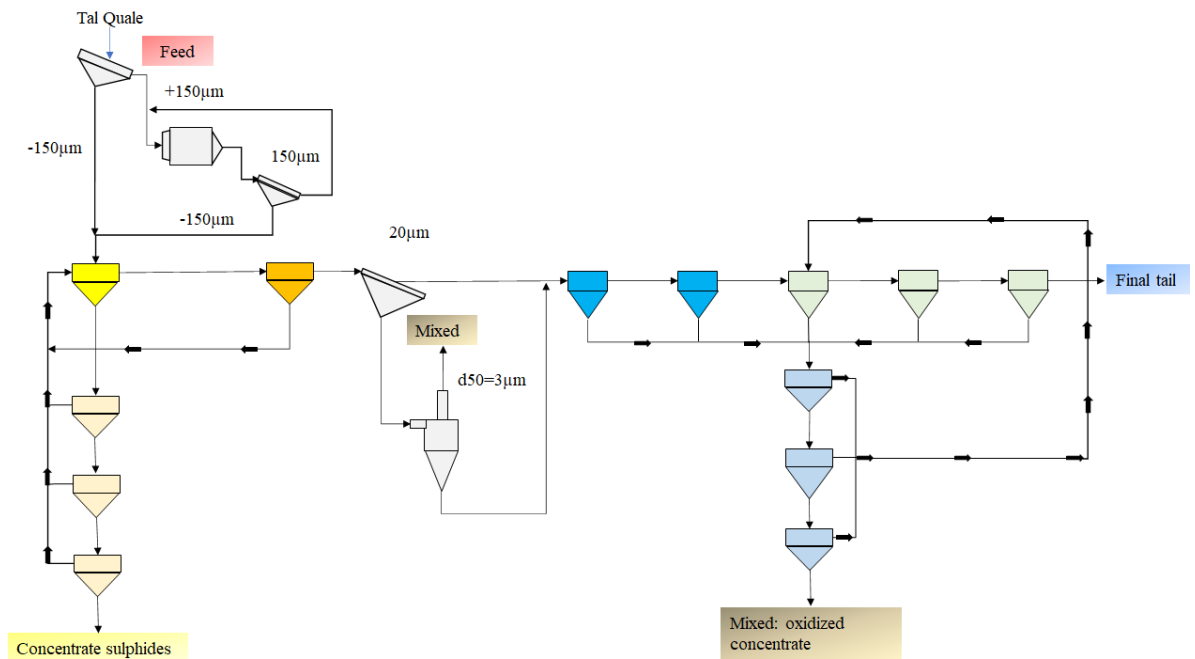 Tal Quale
Feed
+150µm
-150µm
150µm
-150µm
20µm
Final tail
Mixed
d50=3µm
Mixed: oxidized
concentrate
Concentrate sulphides